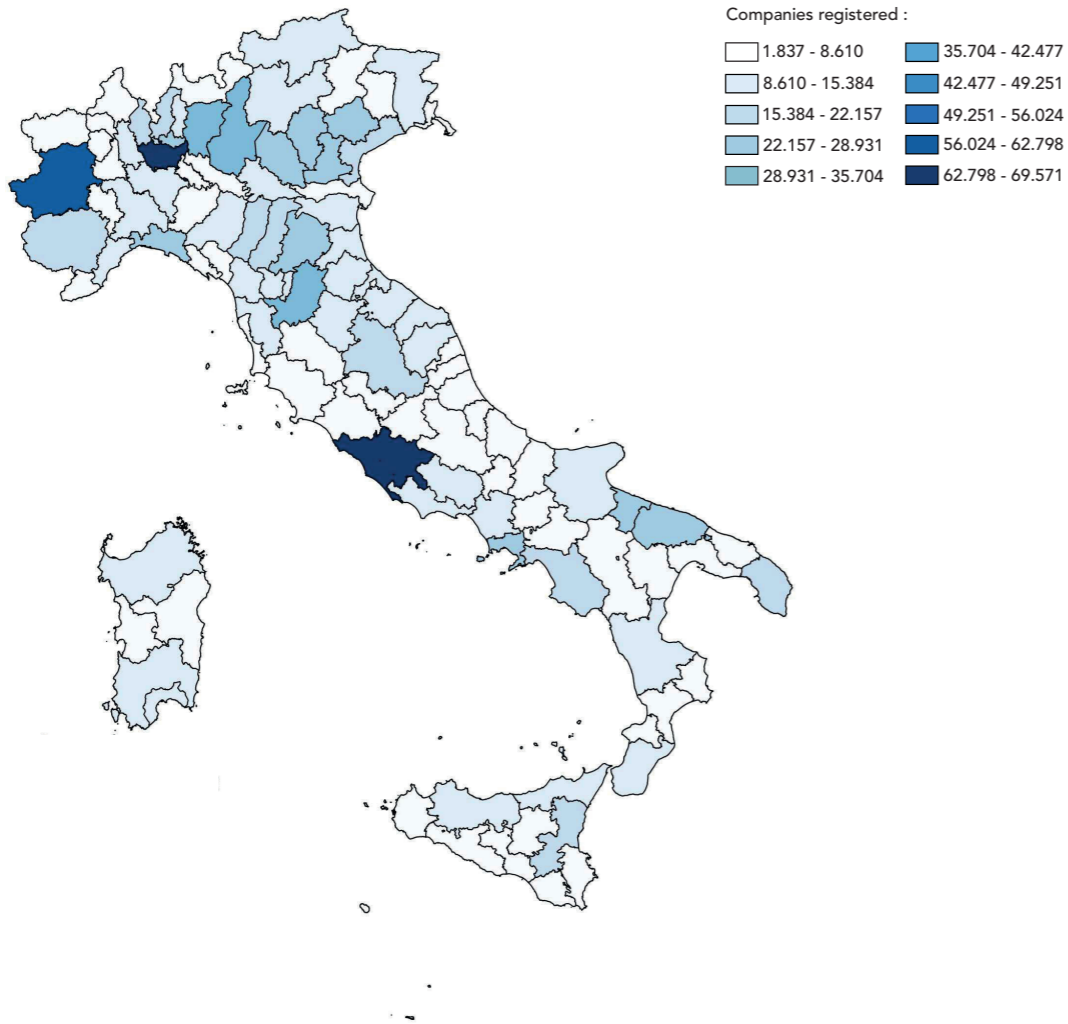 Companies registered :
1.837 - 8.610
8.610 - 15.384
15.384 - 22.157
22.157 - 28.931
28.931 - 35.704
35.704 - 42.477
42.477 - 49.251
49.251 - 56.024
56.024 - 62.798
62.798 - 69.571